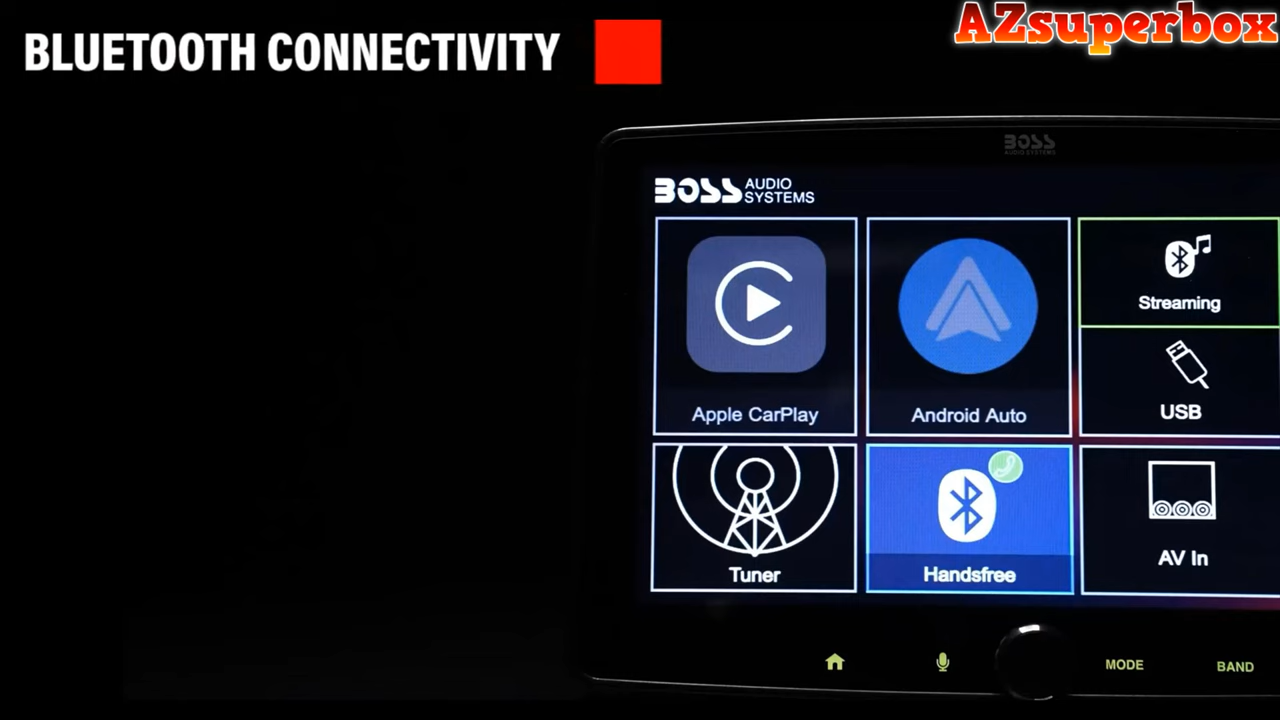 BLUETOOTH CONNECTIVITY
AZsuperbox
BOSS
AUDIO SYSTEMS
BOSS AUDIO
SYSTEMS
Streaming
USB
Apple CarPlay
Android Auto
Tuner
Handsfree
AV In
MODE
BAND